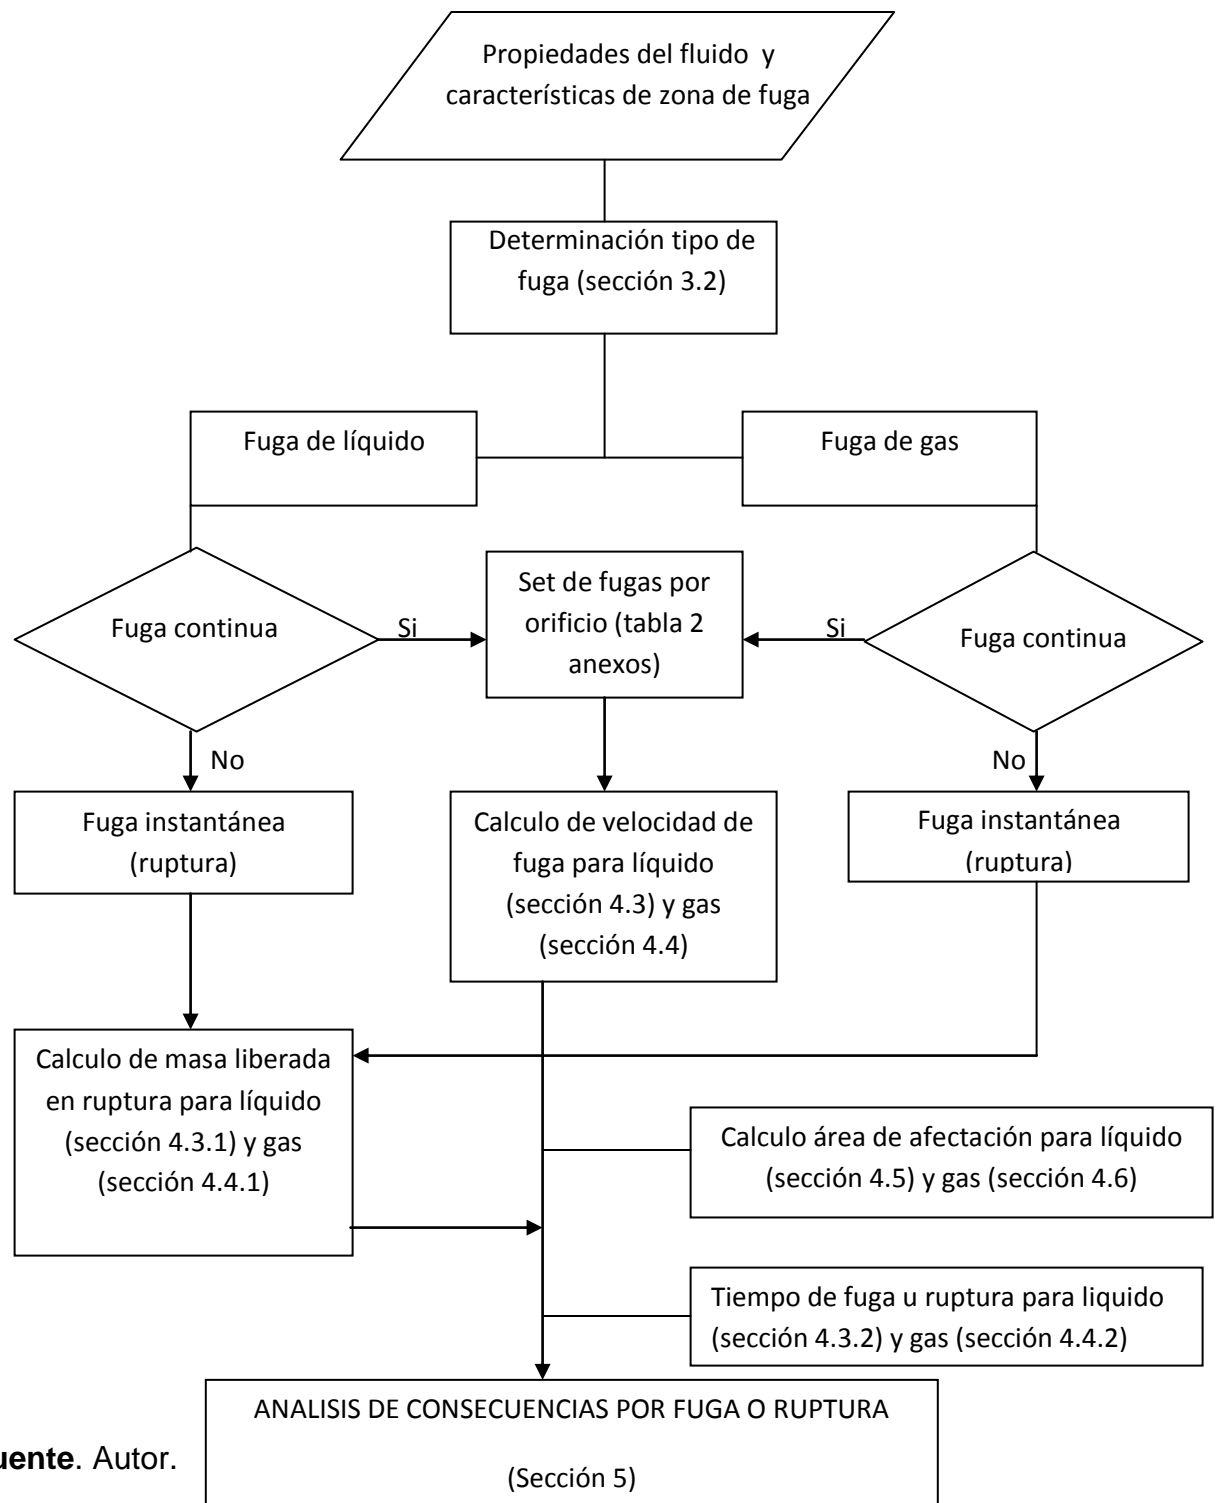 Propiedades del fluido y
características de zona de fuga
Determinación tipo de
fuga (sección 3.2)
Fuga de líquido
Fuga de gas
Fuga continua
Si
Set de fugas por
orificio (tabla 2
anexos)
Si
Fuga continua
No
No
Fuga instantánea
(ruptura)
Calculo de velocidad de
fuga para líquido
(sección 4.3) y gas
(sección 4.4)
Fuga instantánea
(ruptura)
Calculo de masa liberada
en ruptura para líquido
(sección 4.3.1) y gas
(sección 4.4.1)
Calculo área de afectación para líquido
(sección 4.5) y gas (sección 4.6)
Tiempo de fuga u ruptura para liquido
(sección 4.3.2) y gas (sección 4.4.2)
ANALISIS DE CONSECUENCIAS POR FUGA O RUPTURA
(Sección 5)
uente. Autor.